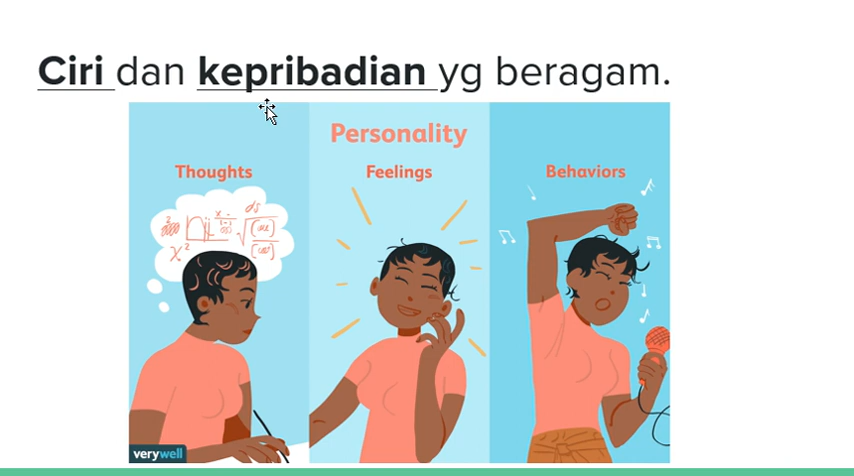 Ciri dan kepribadian yg beragam.
Personality
Thoughts
Feelings
Behaviors
verywell